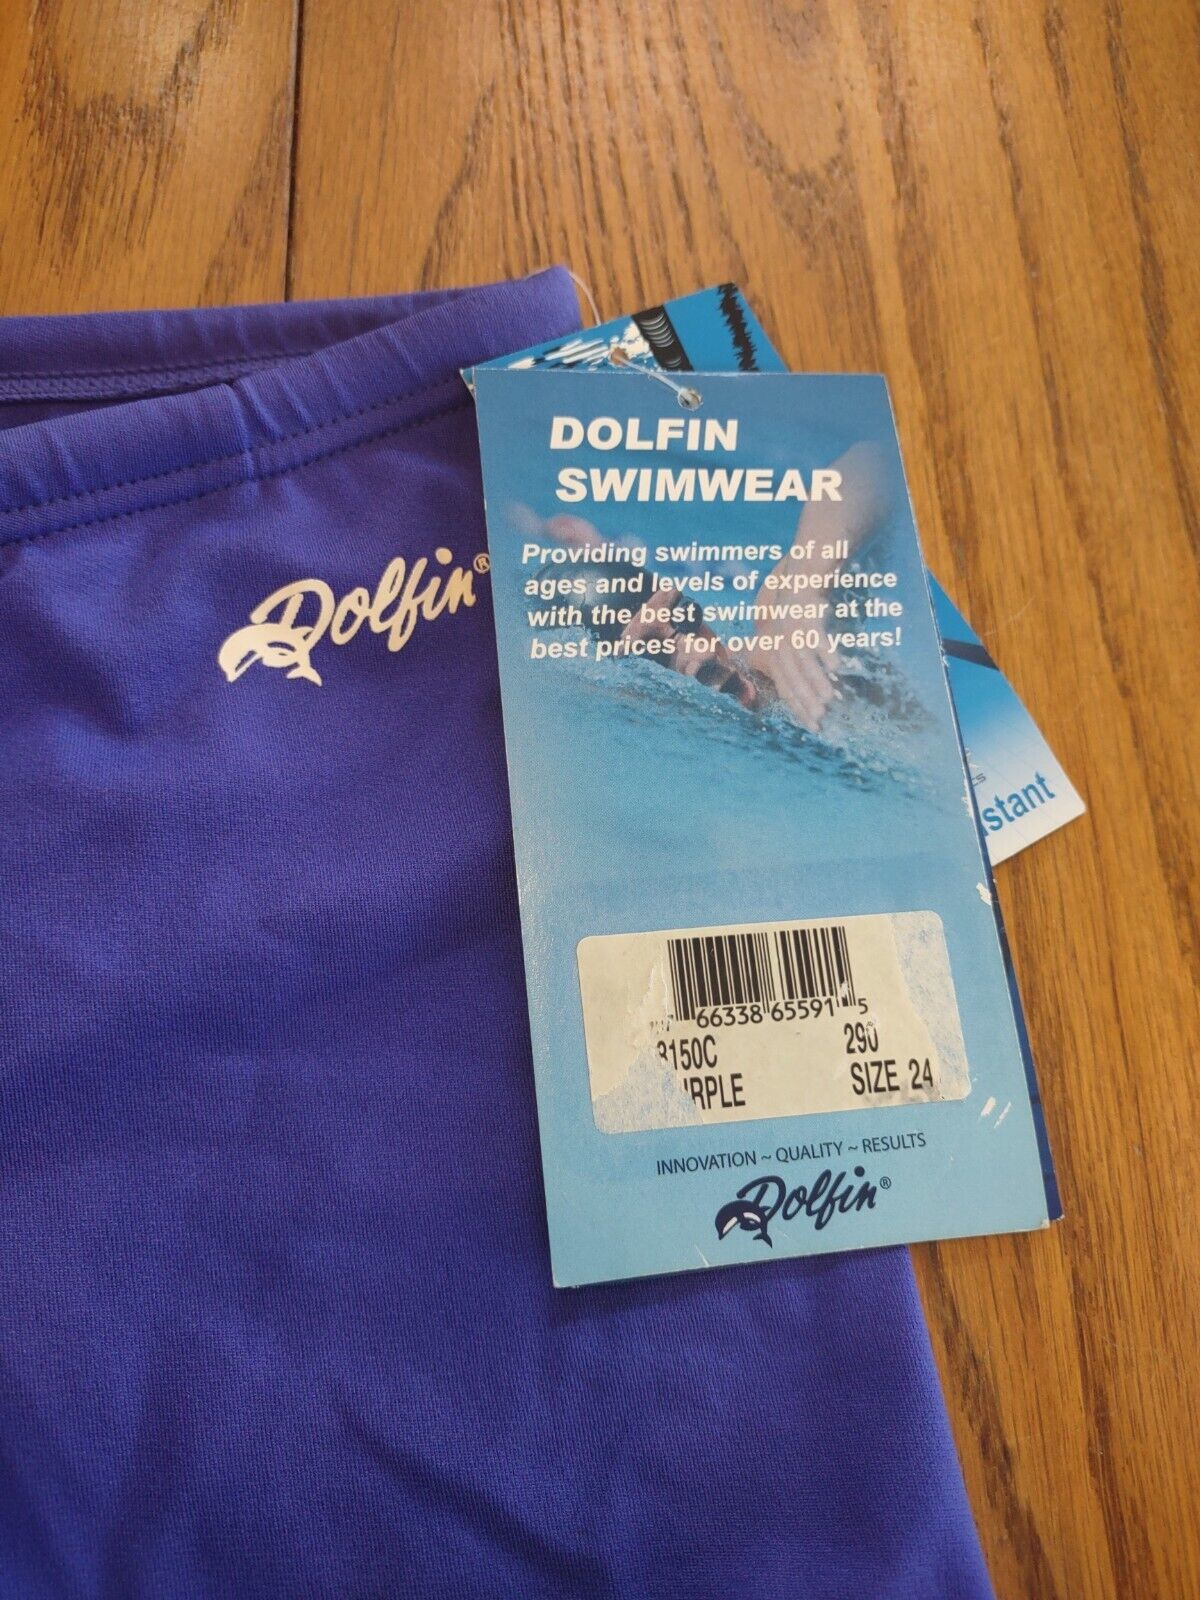 Dolfin®
DOLFIN
SWIMWEAR
Providing swimmers of all
ages and levels of experience
with the best swimwear at the
best prices for over 60 years!
66338 65591 5
150C 290
SIZE 24
INNOVATION ~ QUALITY ~ RESULTS
Dolfin®